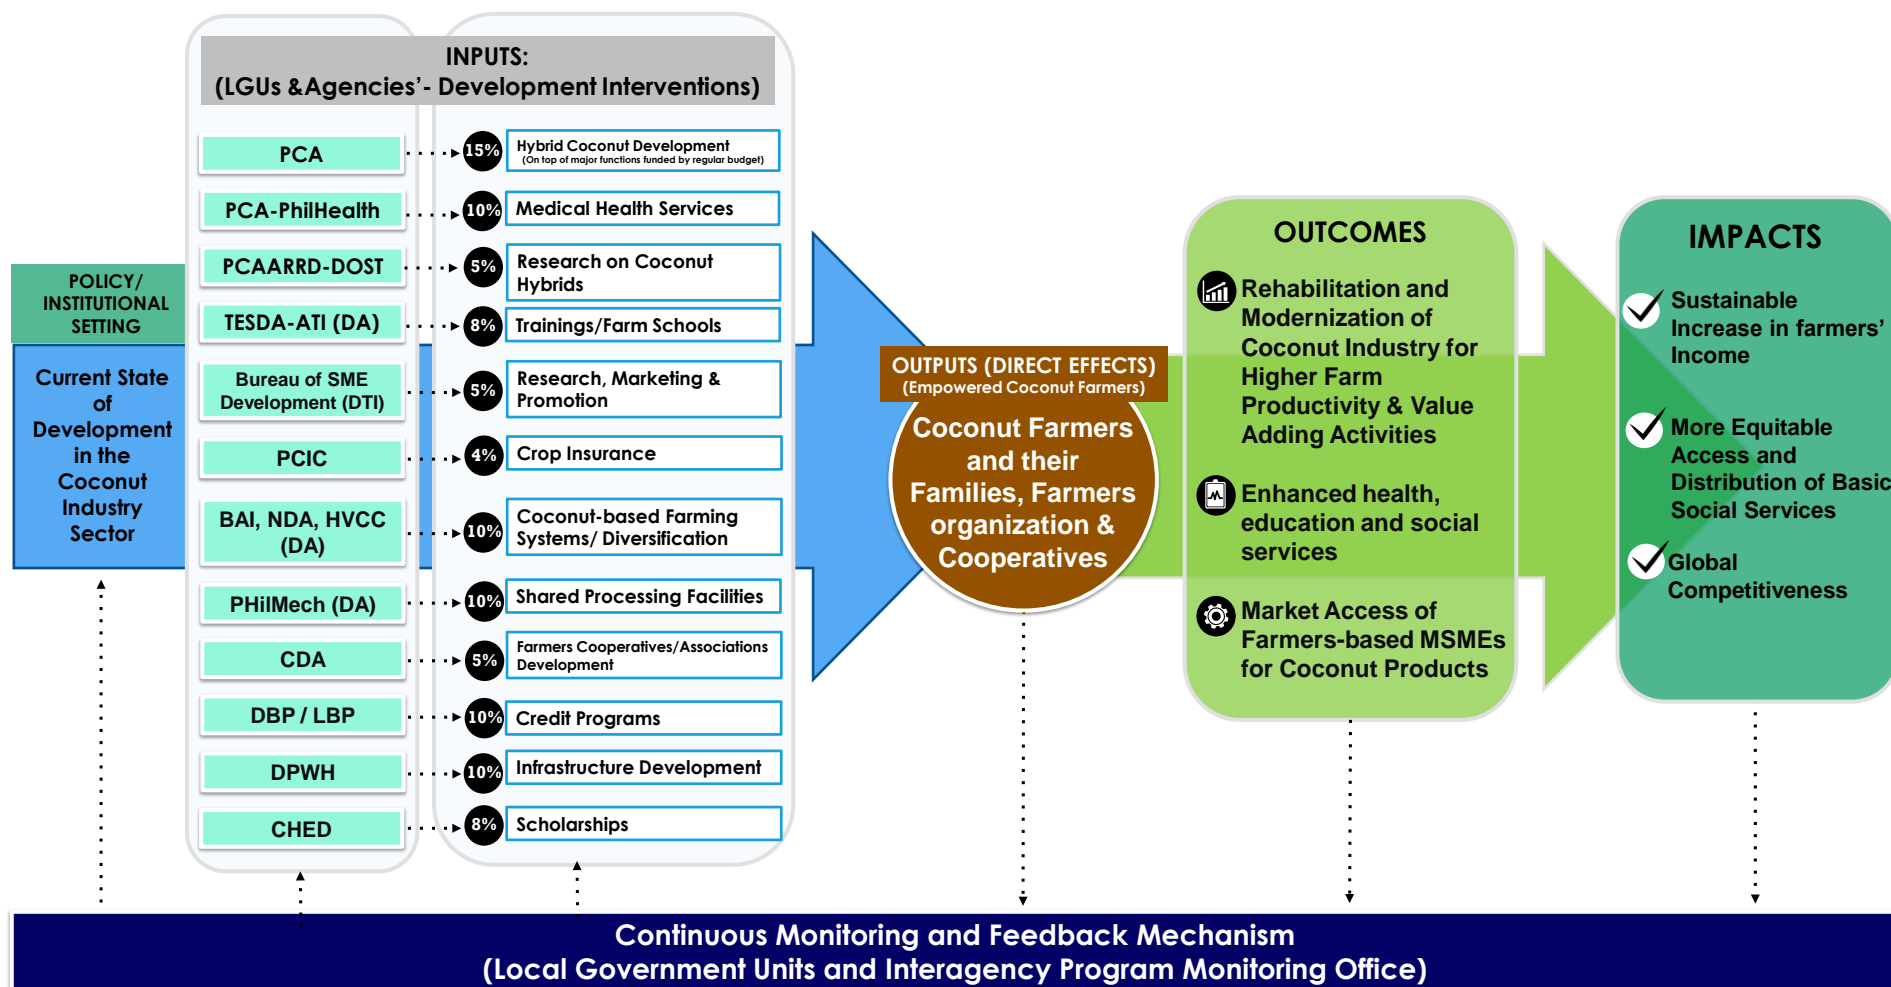 INPUTS:
(LGUs &Agencies’- Development Interventions)
PCA
15%
Hybrid Coconut Development
(On top of major functions funded by regular budget)
PCA-PhilHealth
10%
Medical Health Services
PCAARRD-DOST
5%
Research on Coconut
Hybrids
TESDA-ATI (DA)
8%
Trainings/Farm Schools
Bureau of SME
Development (DTI)
5%
Research, Marketing &
Promotion
PCIC
4%
Crop Insurance
BAI, NDA, HVCC
(DA)
10%
Coconut-based Farming
Systems/ Diversification
PHilMech (DA)
10%
Shared Processing Facilities
CDA
5%
Farmers Cooperatives/Associations
Development
DBP / LBP
10%
Credit Programs
DPWH
10%
Infrastructure Development
CHED
8%
Scholarships
POLICY/
INSTITUTIONAL
SETTING
Current State
of
Development
in the
Coconut
Industry
Sector
OUTPUTS (DIRECT EFFECTS)
(Empowered Coconut Farmers)
Coconut Farmers
and their
Families, Farmers
organization &
Cooperatives
OUTCOMES
Rehabilitation and
Modernization of
Coconut Industry for
Higher Farm
Productivity & Value
Adding Activities
Enhanced health,
education and social
services
Market Access of
Farmers-based MSMEs
for Coconut Products
IMPACTS
Sustainable
Increase in farmers’
Income
More Equitable
Access and
Distribution of Basic
Social Services
Global
Competitiveness
Continuous Monitoring and Feedback Mechanism
(Local Government Units and Interagency Program Monitoring Office)